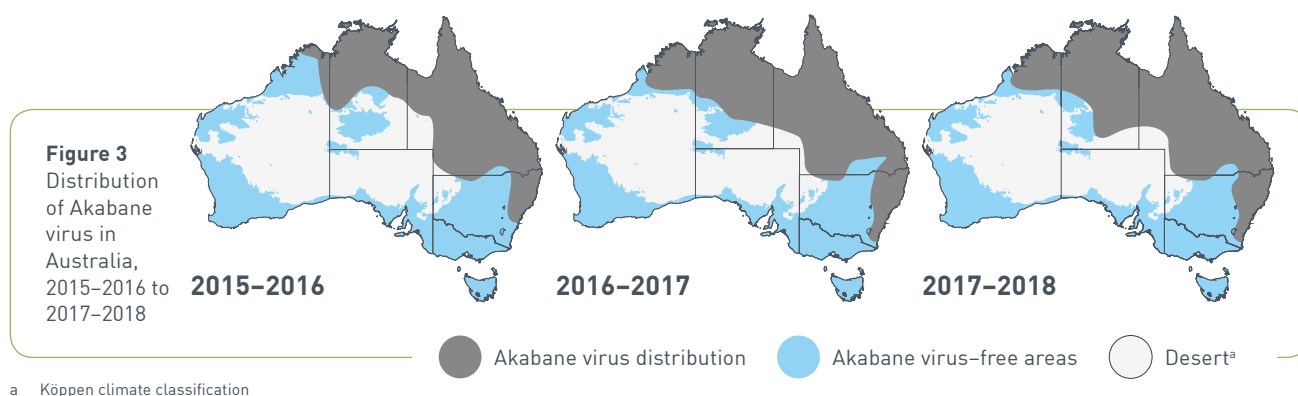 Figure 3
Distribution
of Akabane
virus in
Australia,
2015–2016 to
2017–2018
2015–2016
2016–2017
2017–2018
Akabane virus distribution
Akabane virus–free areas
Desertᵃ
a Köppen climate classification